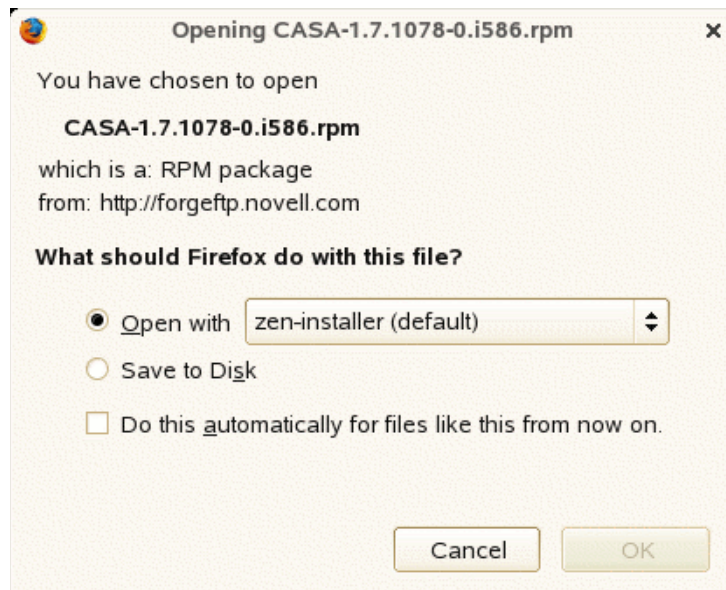 Opening CASA-1.7.1078-0.i586.rpm
You have chosen to open
CASA-1.7.1078-0.i586.rpm
which is a: RPM package
from: http://forgeftp.novell.com
What should Firefox do with this file?
Open with zen-installer (default)
Save to Disk
Do this automatically for files like this from now on.
Cancel OK